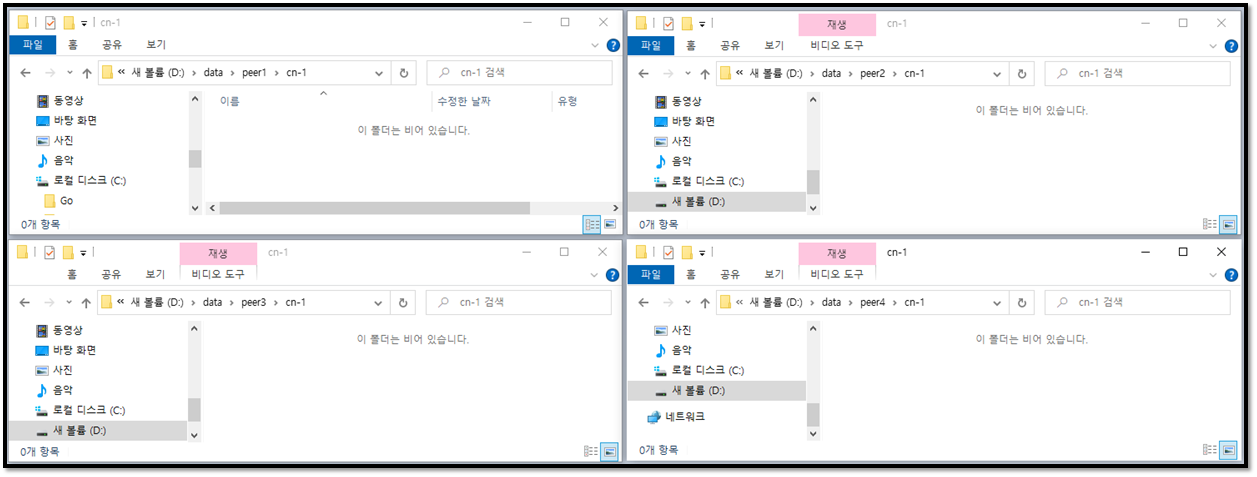 cn-1
파일 홈 공유 보기
« 새 볼륨 (D:) › data › peer1 › cn-1
cn-1 검색
동영상
바탕 화면
사진
음악
로컬 디스크 (C:)
Go
이름 수정한 날짜 유형
이 폴더는 비어 있습니다.
0개 항목
재생 cn-1
파일 홈 공유 보기 비디오 도구
« 새 볼륨 (D:) › data › peer2 › cn-1
cn-1 검색
동영상
바탕 화면
사진
음악
로컬 디스크 (C:)
새 볼륨 (D:)
이 폴더는 비어 있습니다.
0개 항목
재생 cn-1
홈 공유 보기 비디오 도구
« 새 볼륨 (D:) › data › peer3 › cn-1
cn-1 검색
동영상
바탕 화면
사진
음악
로컬 디스크 (C:)
새 볼륨 (D:)
이 폴더는 비어 있습니다.
0개 항목
재생 cn-1
파일 홈 공유 보기 비디오 도구
« 새 볼륨 (D:) › data › peer4 › cn-1
cn-1 검색
사진
음악
로컬 디스크 (C:)
새 볼륨 (D:)
네트워크
이 폴더는 비어 있습니다.
0개 항목